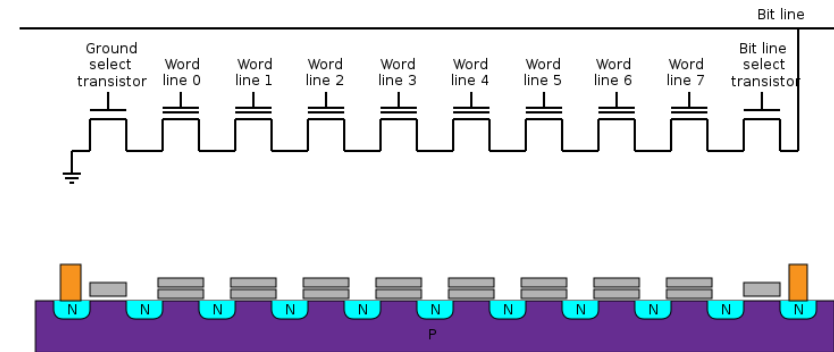 Bit line
Ground
select
transistor
Word
line 0
Word
line 1
Word
line 2
Word
line 3
Word
line 4
Word
line 5
Word
line 6
Word
line 7
Bit line
select
transistor
N
N
N
N
N
N
N
N
N
N
N
P